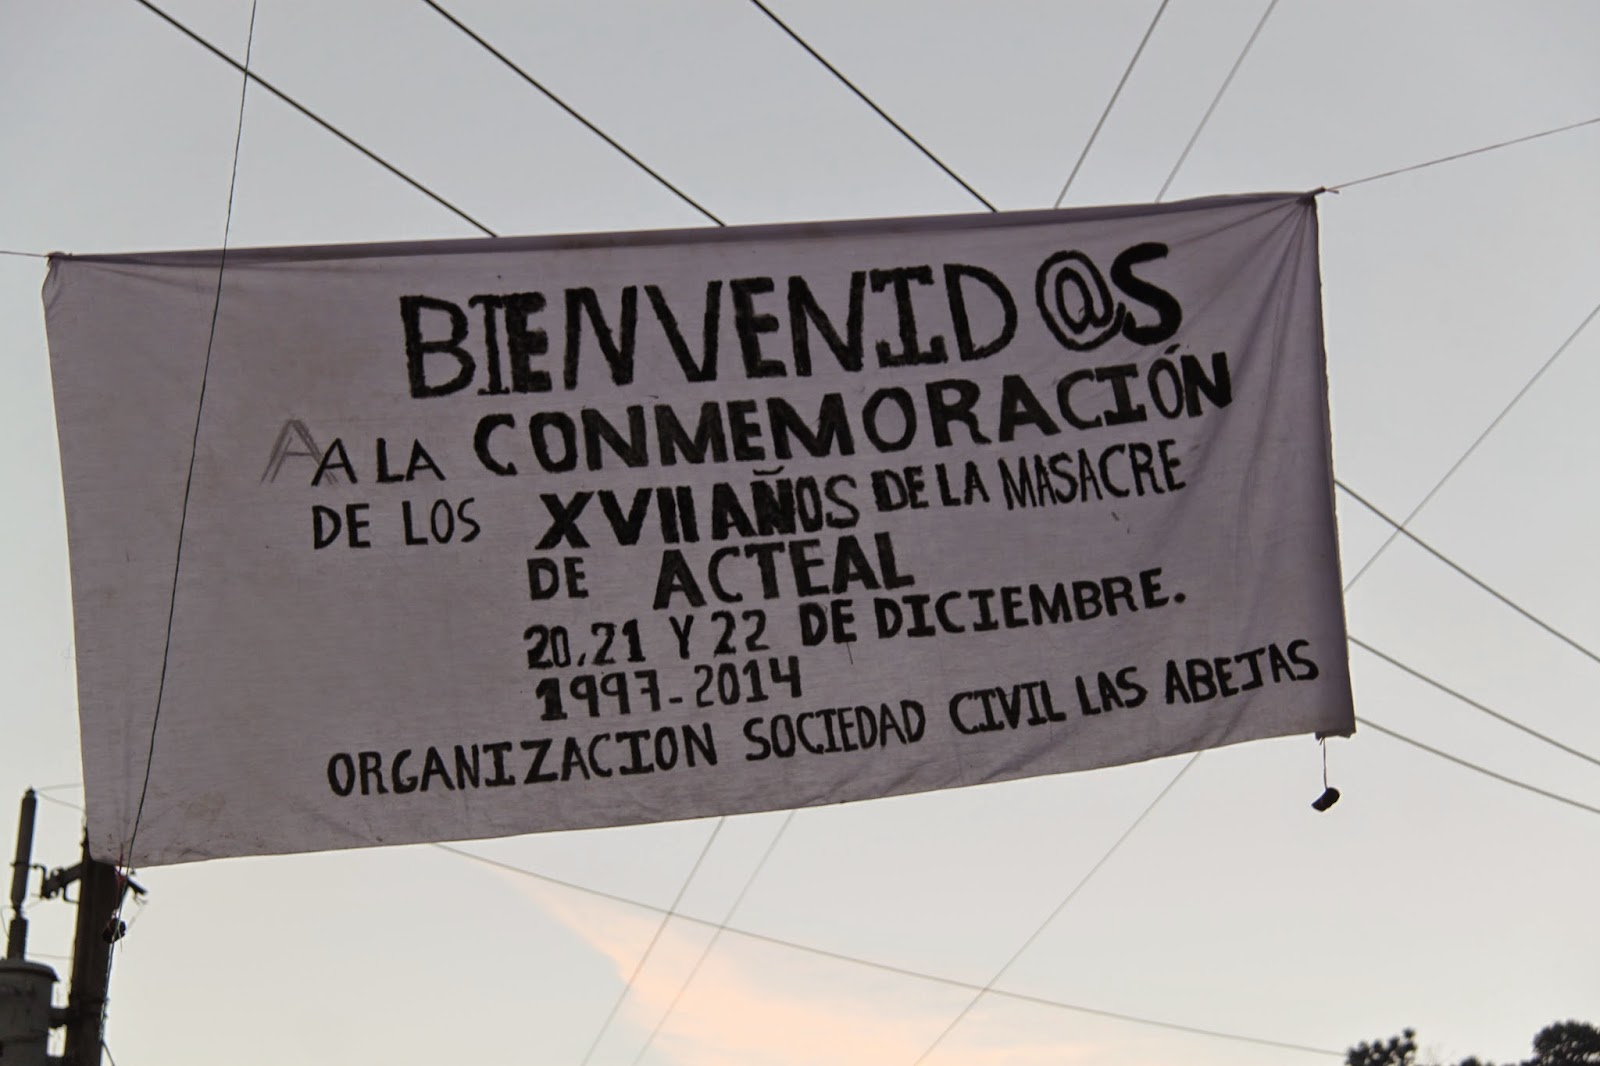 BIENVENID@S
A A LA CONMEMORACIÓN
DE LOS XVII AÑOS DE LA MASACRE
DE ACTEAL
20,21 Y 22 DE DICIEMBRE.
1997-2014
ORGANIZACION SOCIEDAD CIVIL LAS ABEJAS